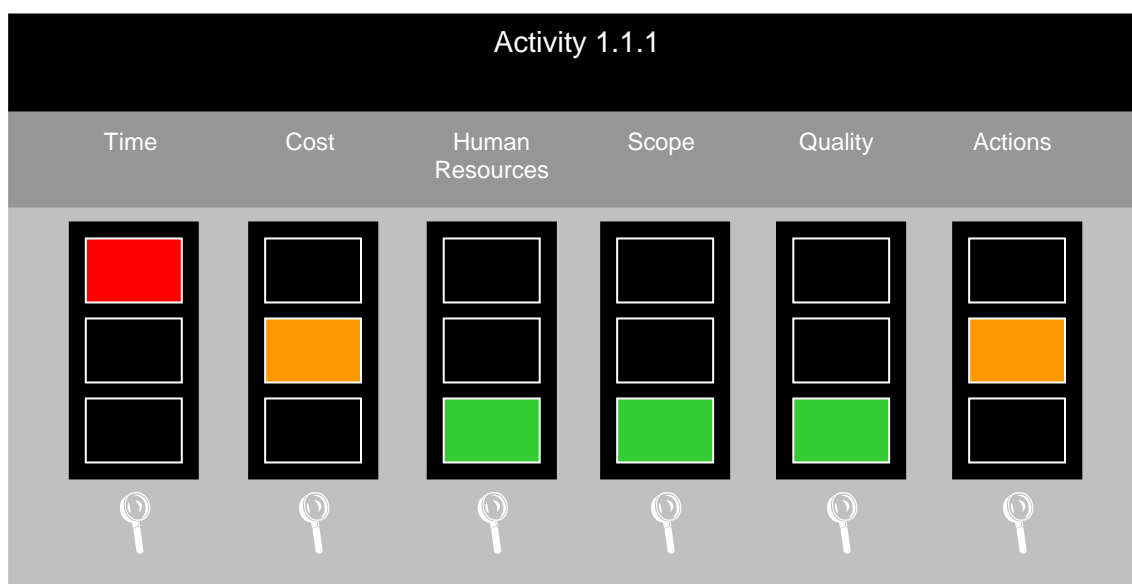 Activity 1.1.1
Time
Cost
Human
Resources
Scope
Quality
Actions